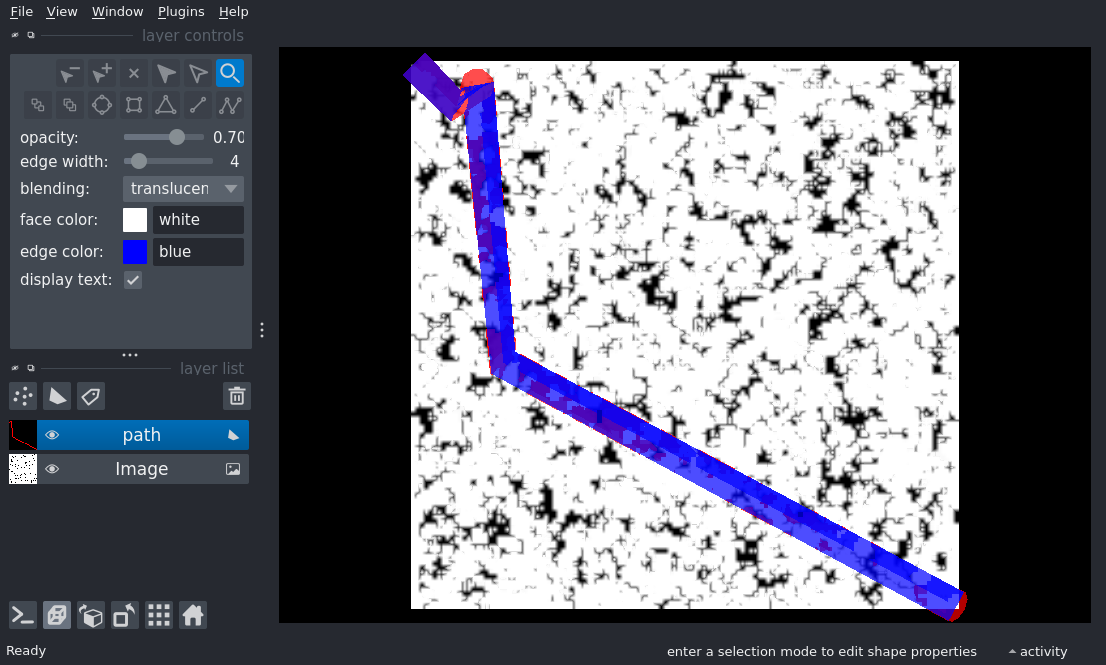 File View Window Plugins Help
layer controls
opacity: 0.70
edge width: 4
blending: translucen
face color: white
edge color: blue
display text:
layer list
path
Image
Ready
enter a selection mode to edit shape properties
activity